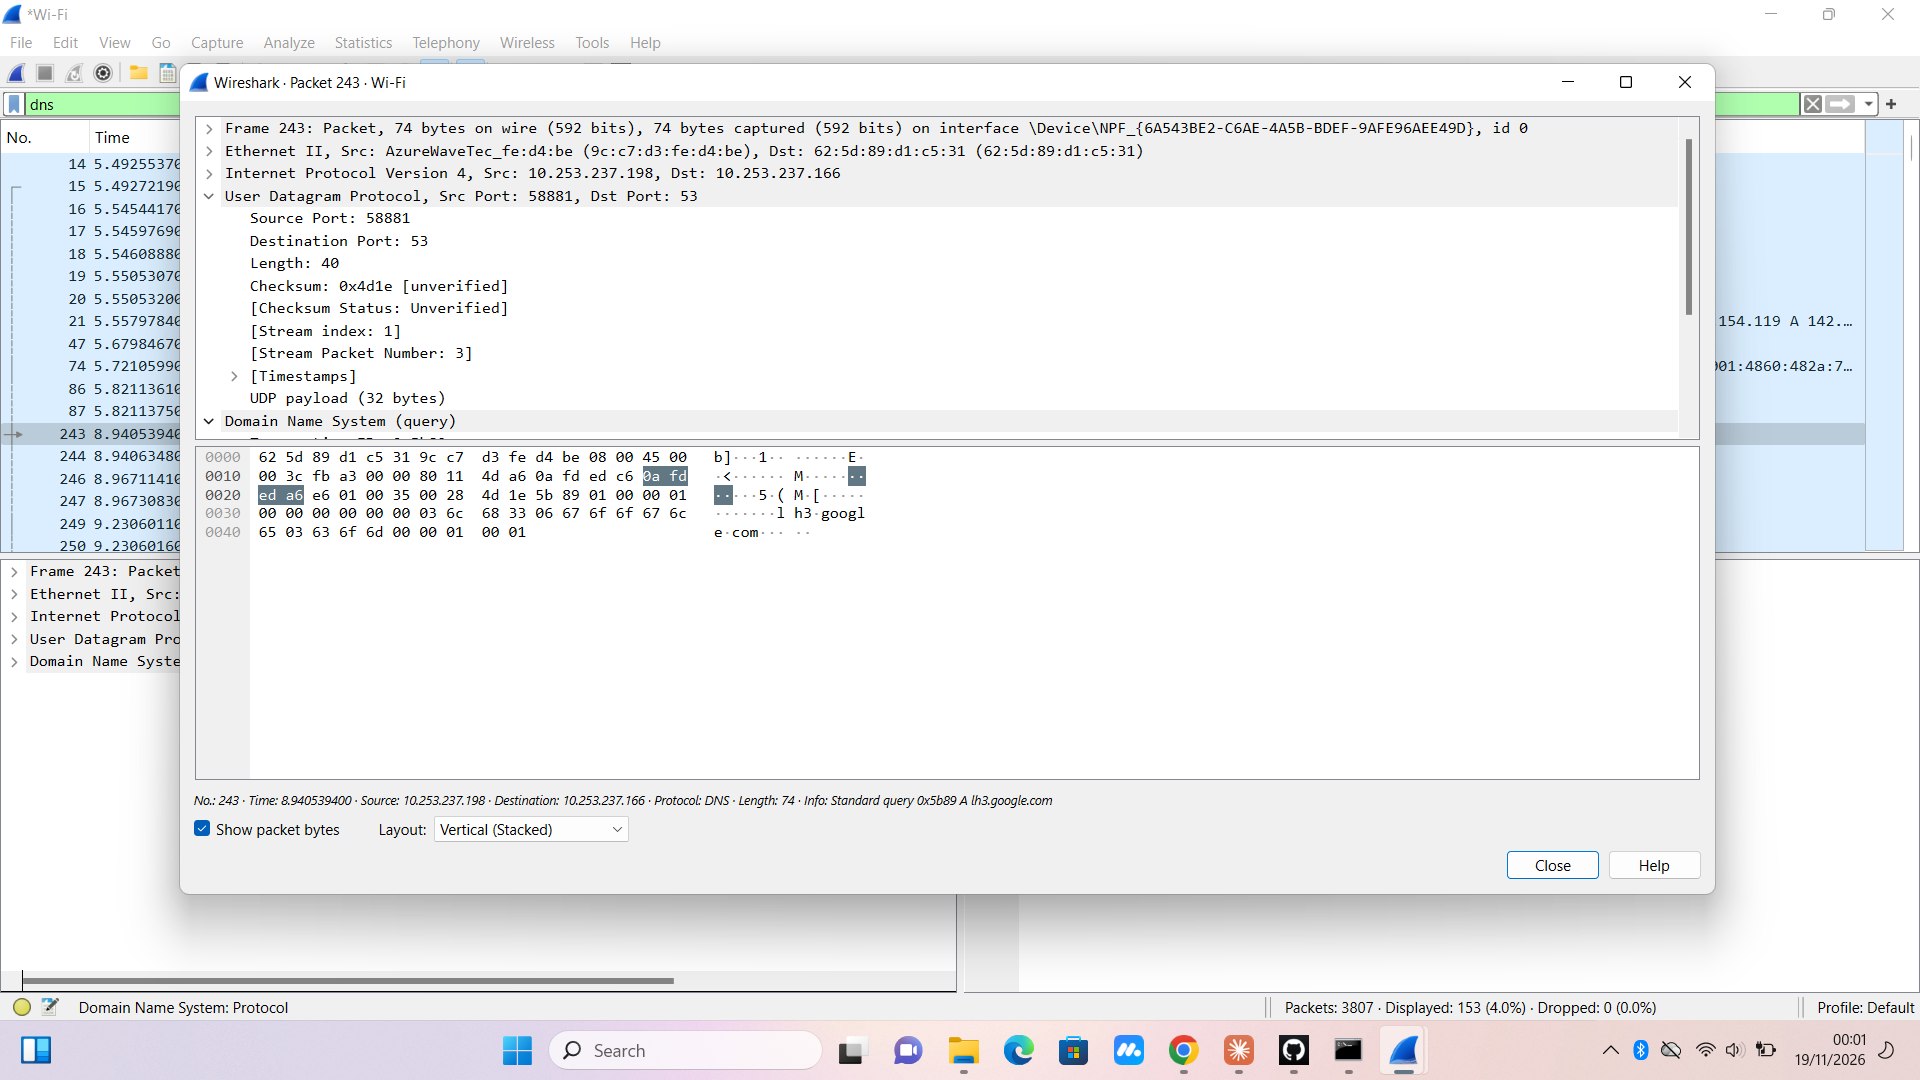 *Wi-Fi
File Edit View Go Capture Analyze Statistics Telephony Wireless Tools Help
dns
No. Time
14 5.49255370
15 5.49272190
16 5.54544170
17 5.54597690
18 5.54608880
19 5.55053070
20 5.55053200
21 5.55797840
47 5.67984670
74 5.72105990
86 5.82113610
87 5.82113750
243 8.94053940
244 8.94063480
246 8.96711410
247 8.96730830
249 9.23060110
250 9.23060160
154.119 A 142.…
001:4860:482a:7…
Wireshark · Packet 243 · Wi-Fi
Frame 243: Packet, 74 bytes on wire (592 bits), 74 bytes captured (592 bits) on interface \Device\NPF_{6A543BE2-C6AE-4A5B-BDEF-9AFE96AEE49D}, id 0
Ethernet II, Src: AzureWaveTec_fe:d4:be (9c:c7:d3:fe:d4:be), Dst: 62:5d:89:d1:c5:31 (62:5d:89:d1:c5:31)
Internet Protocol Version 4, Src: 10.253.237.198, Dst: 10.253.237.166
User Datagram Protocol, Src Port: 58881, Dst Port: 53
Source Port: 58881
Destination Port: 53
Length: 40
Checksum: 0x4d1e [unverified]
[Checksum Status: Unverified]
[Stream index: 1]
[Stream Packet Number: 3]
[Timestamps]
UDP payload (32 bytes)
Domain Name System (query)
0000 62 5d 89 d1 c5 31 9c c7 d3 fe d4 be 08 00 45 00 b]···1·· ······E·
0010 00 3c fb a3 00 00 80 11 4d a6 0a fd ed c6 0a fd ·<······ M·······
0020 ed a6 e6 01 00 35 00 28 4d 1e 5b 89 01 00 00 01 ·····5·( M·[·····
0030 00 00 00 00 00 00 03 6c 68 33 06 67 6f 6f 67 6c ·······l h3·googl
0040 65 03 63 6f 6d 00 00 01 00 01 e·com··· ··
No.: 243 · Time: 8.940539400 · Source: 10.253.237.198 · Destination: 10.253.237.166 · Protocol: DNS · Length: 74 · Info: Standard query 0x5b89 A lh3.google.com
Show packet bytes Layout: Vertical (Stacked)
Close Help
Frame 243: Packet
Ethernet II, Src:
Internet Protocol
User Datagram Pro
Domain Name Syste
Domain Name System: Protocol
Packets: 3807 · Displayed: 153 (4.0%) · Dropped: 0 (0.0%)
Profile: Default
Search
00:01
19/11/2026